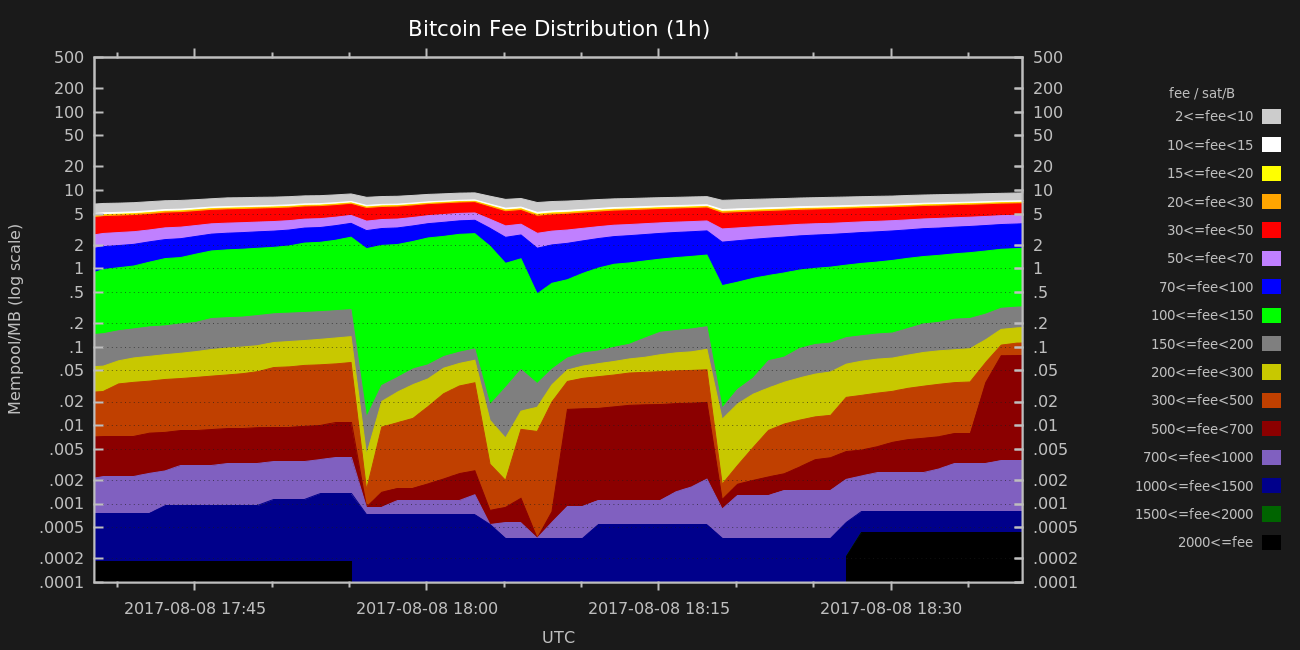 Bitcoin Fee Distribution (1h)
500 500
200 200
100 100
50 50
20 20
10 10
5 5
2 2
1 1
.5 .5
.2 .2
.1 .1
.05 .05
.02 .02
.01 .01
.005 .005
.002 .002
.001 .001
.0005 .0005
.0002 .0002
.0001 .0001
Mempool/MB (log scale)
2017-08-08 17:45 2017-08-08 18:00 2017-08-08 18:15 2017-08-08 18:30
UTC
fee / sat/B
2<=fee<10
10<=fee<15
15<=fee<20
20<=fee<30
30<=fee<50
50<=fee<70
70<=fee<100
100<=fee<150
150<=fee<200
200<=fee<300
300<=fee<500
500<=fee<700
700<=fee<1000
1000<=fee<1500
1500<=fee<2000
2000<=fee